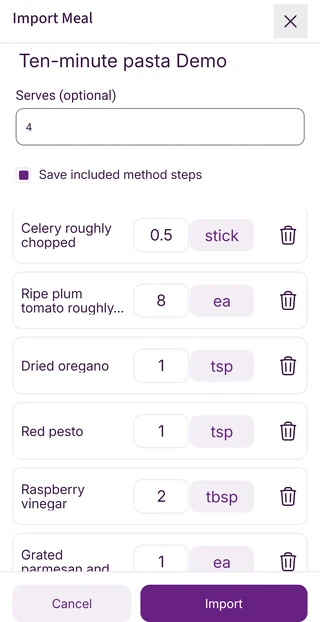 Import Meal
Ten-minute pasta Demo
Serves (optional)
4
Save included method steps
Celery roughly
chopped
0.5
stick
Ripe plum
tomato roughly...
8
ea
Dried oregano
1
tsp
Red pesto
1
tsp
Raspberry
vinegar
2
tbsp
Grated
parmesan and
1
ea
Cancel
Import